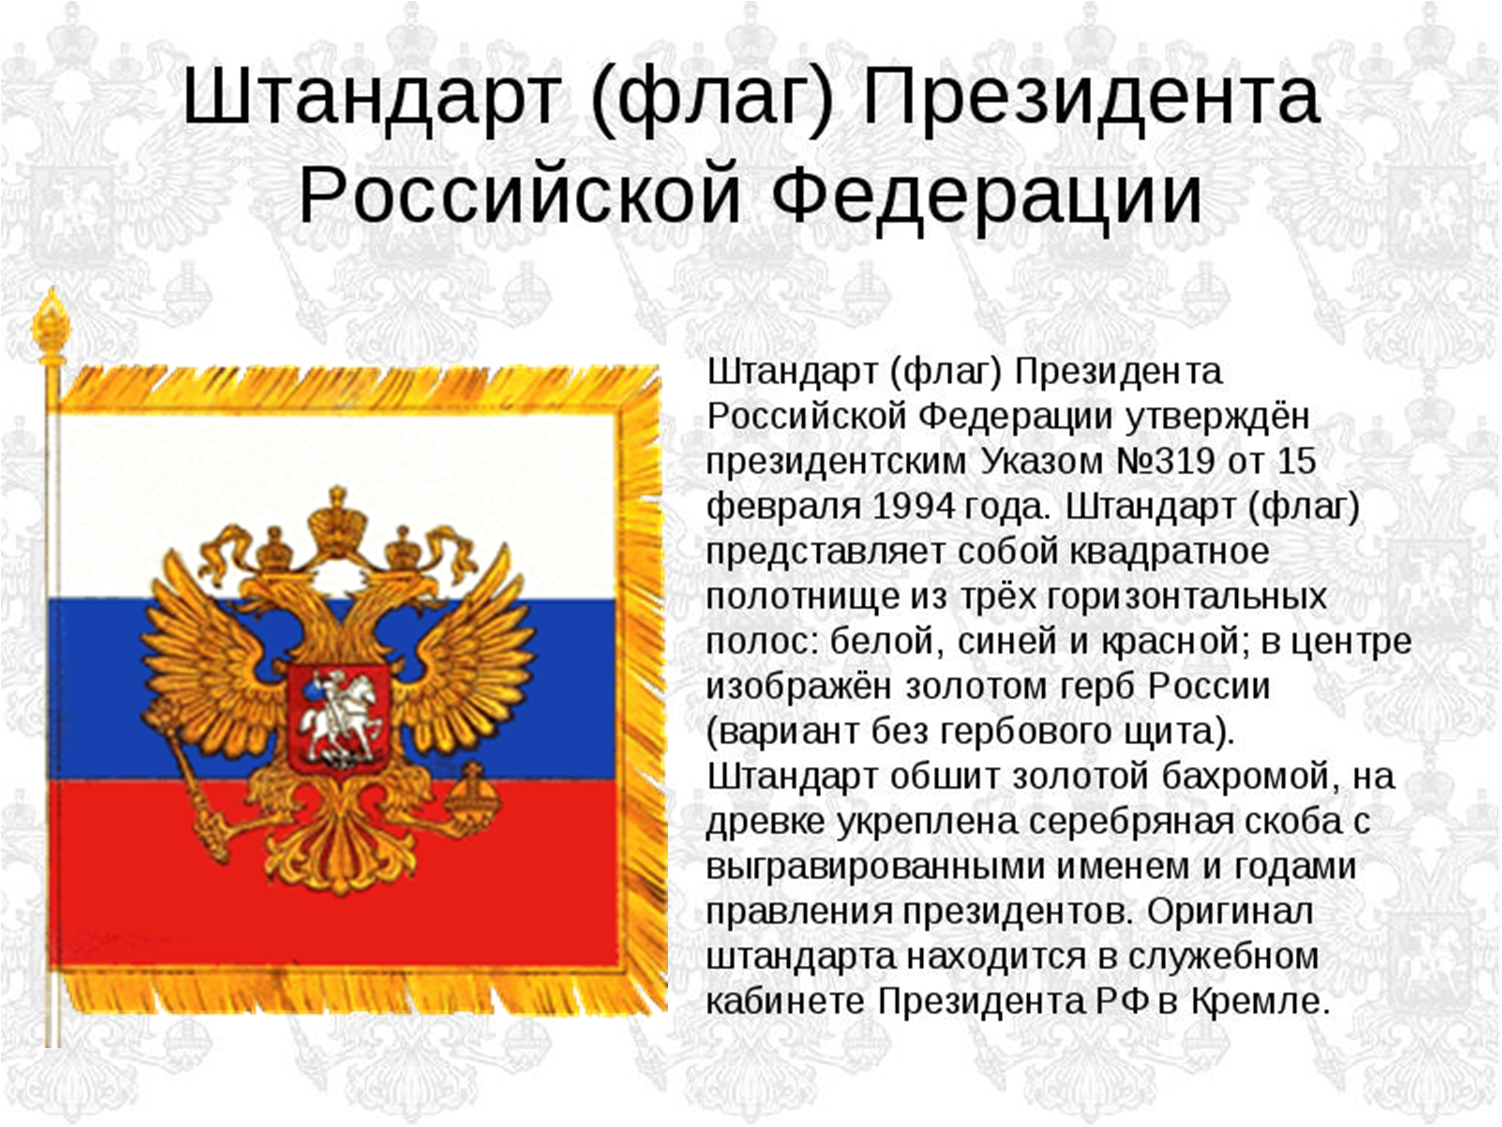 Штандарт (флаг) Президента
Российской Федерации
Штандарт (флаг) Президента
Российской Федерации утверждён
президентским Указом №319 от 15
февраля 1994 года. Штандарт (флаг)
представляет собой квадратное
полотнище из трёх горизонтальных
полос: белой, синей и красной; в центре
изображён золотом герб России
(вариант без гербового щита).
Штандарт обшит золотой бахромой, на
древке укреплена серебряная скоба с
выгравированными именем и годами
правления президентов. Оригинал
штандарта находится в служебном
кабинете Президента РФ в Кремле.